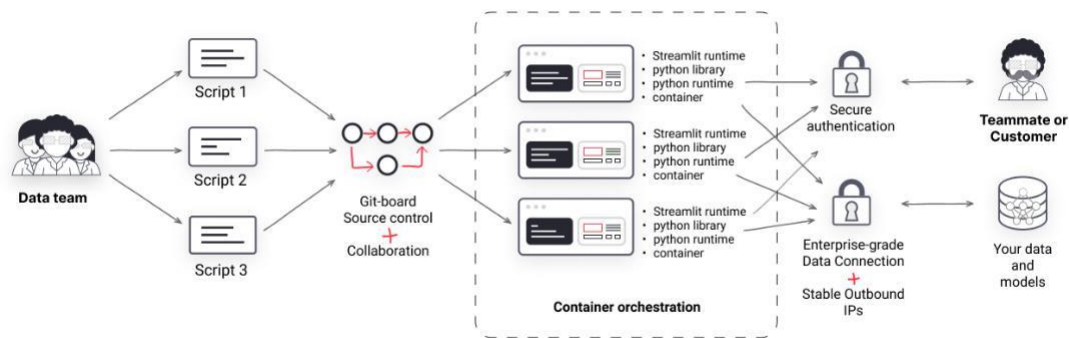 Data team
Script 1
Script 2
Script 3
Git-board
Source control
+
Collaboration
• Streamlit runtime
• python library
• python runtime
• container
• Streamlit runtime
• python library
• python runtime
• container
• Streamlit runtime
• python library
• python runtime
• container
Container orchestration
Secure
authentication
Enterprise-grade
Data Connection
+
Stable Outbound
IPs
Teammate or
Customer
Your data
and
models